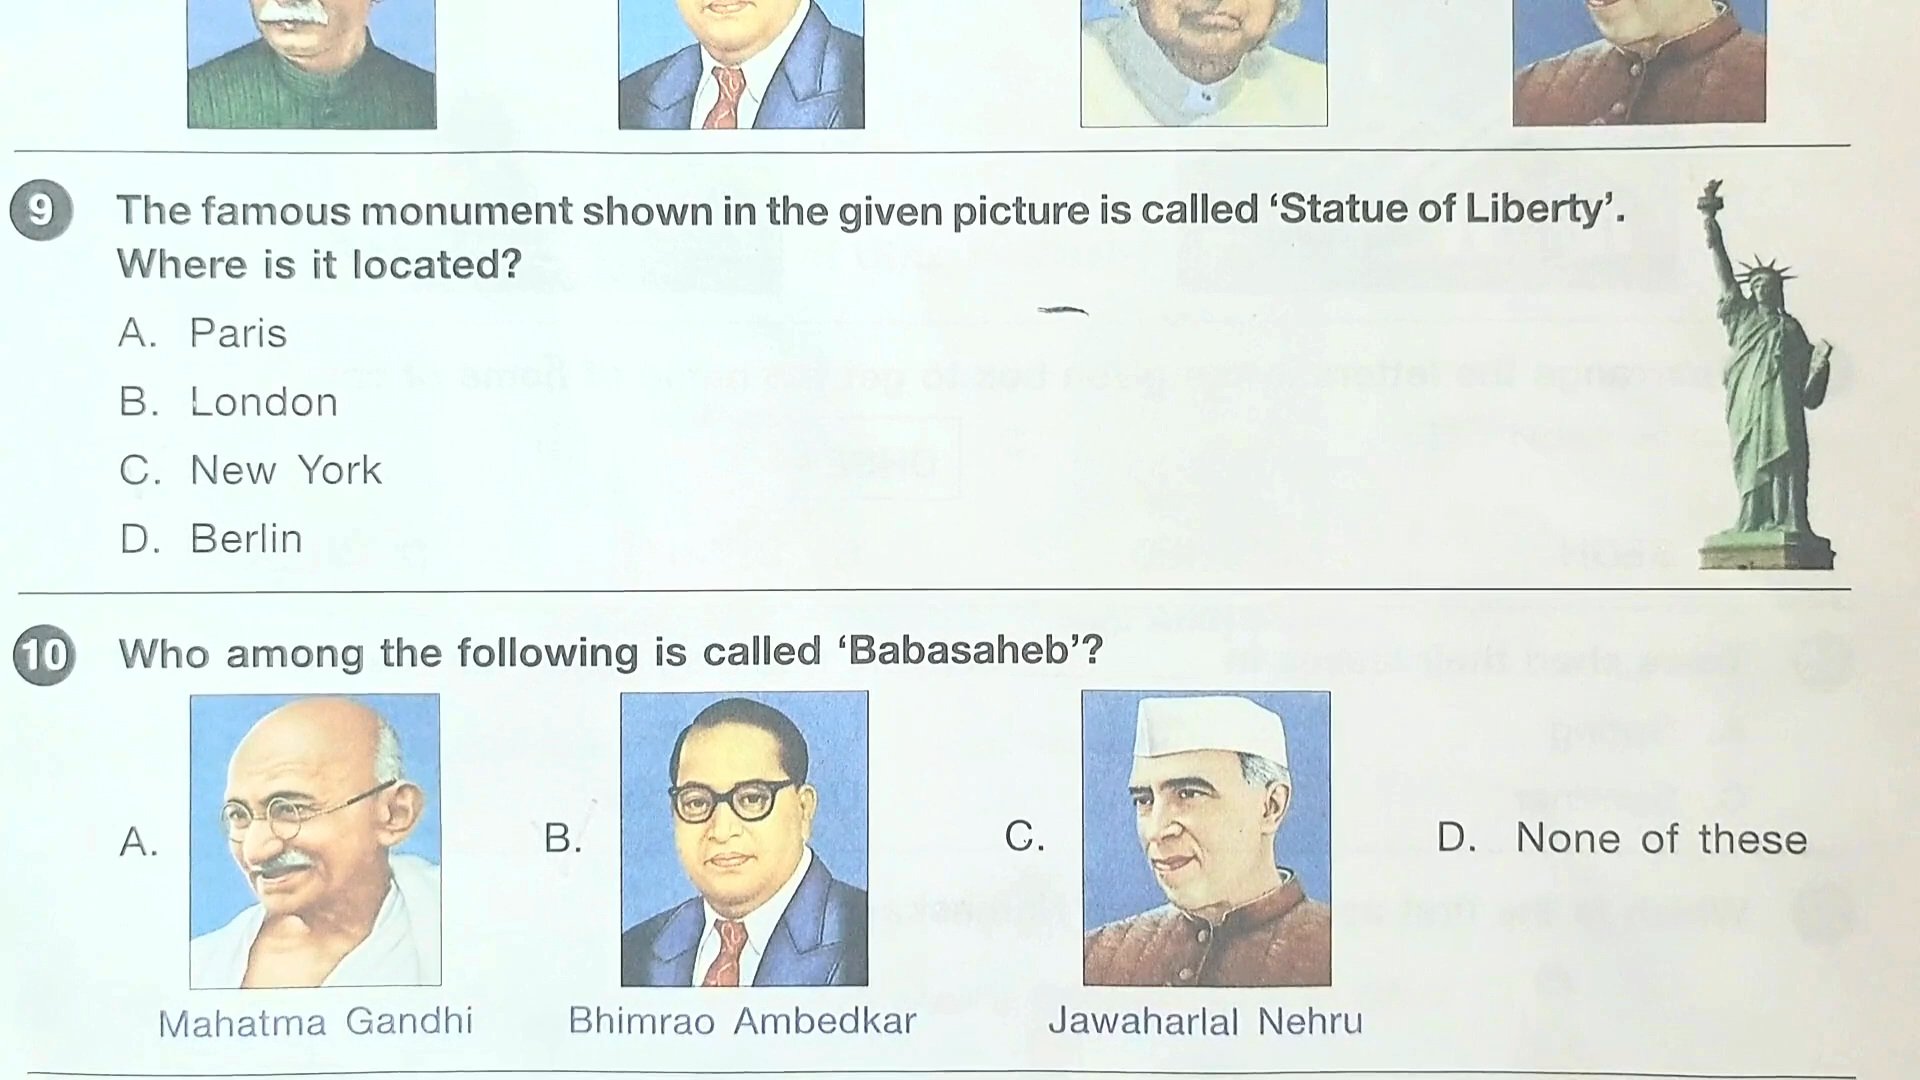 9 The famous monument shown in the given picture is called ‘Statue of Liberty’.
Where is it located?
A. Paris
B. London
C. New York
D. Berlin
10 Who among the following is called ‘Babasaheb’?
A. B. C. D. None of these
Mahatma Gandhi Bhimrao Ambedkar Jawaharlal Nehru